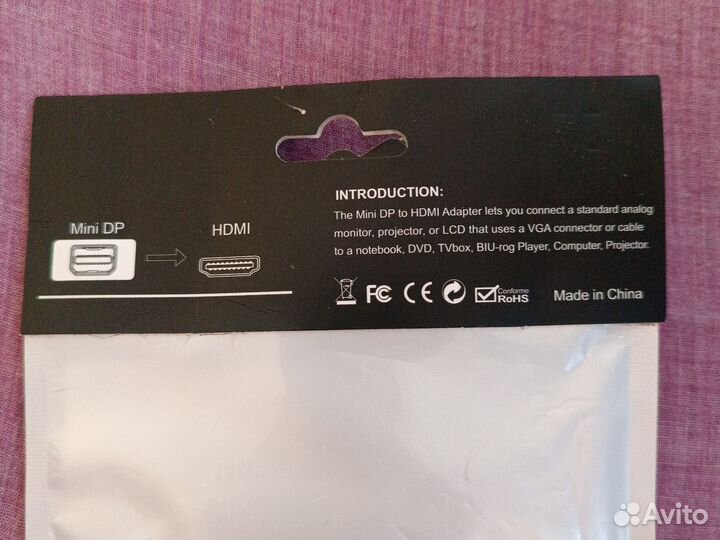 Mini DP
HDMI
INTRODUCTION:
The Mini DP to HDMI Adapter lets you connect a standard analog
monitor, projector, or LCD that uses a VGA connector or cable
to a notebook, DVD, TVbox, BIU-rog Player, Computer, Projector.
FC CE Conforme RoHS Made in China
Avito